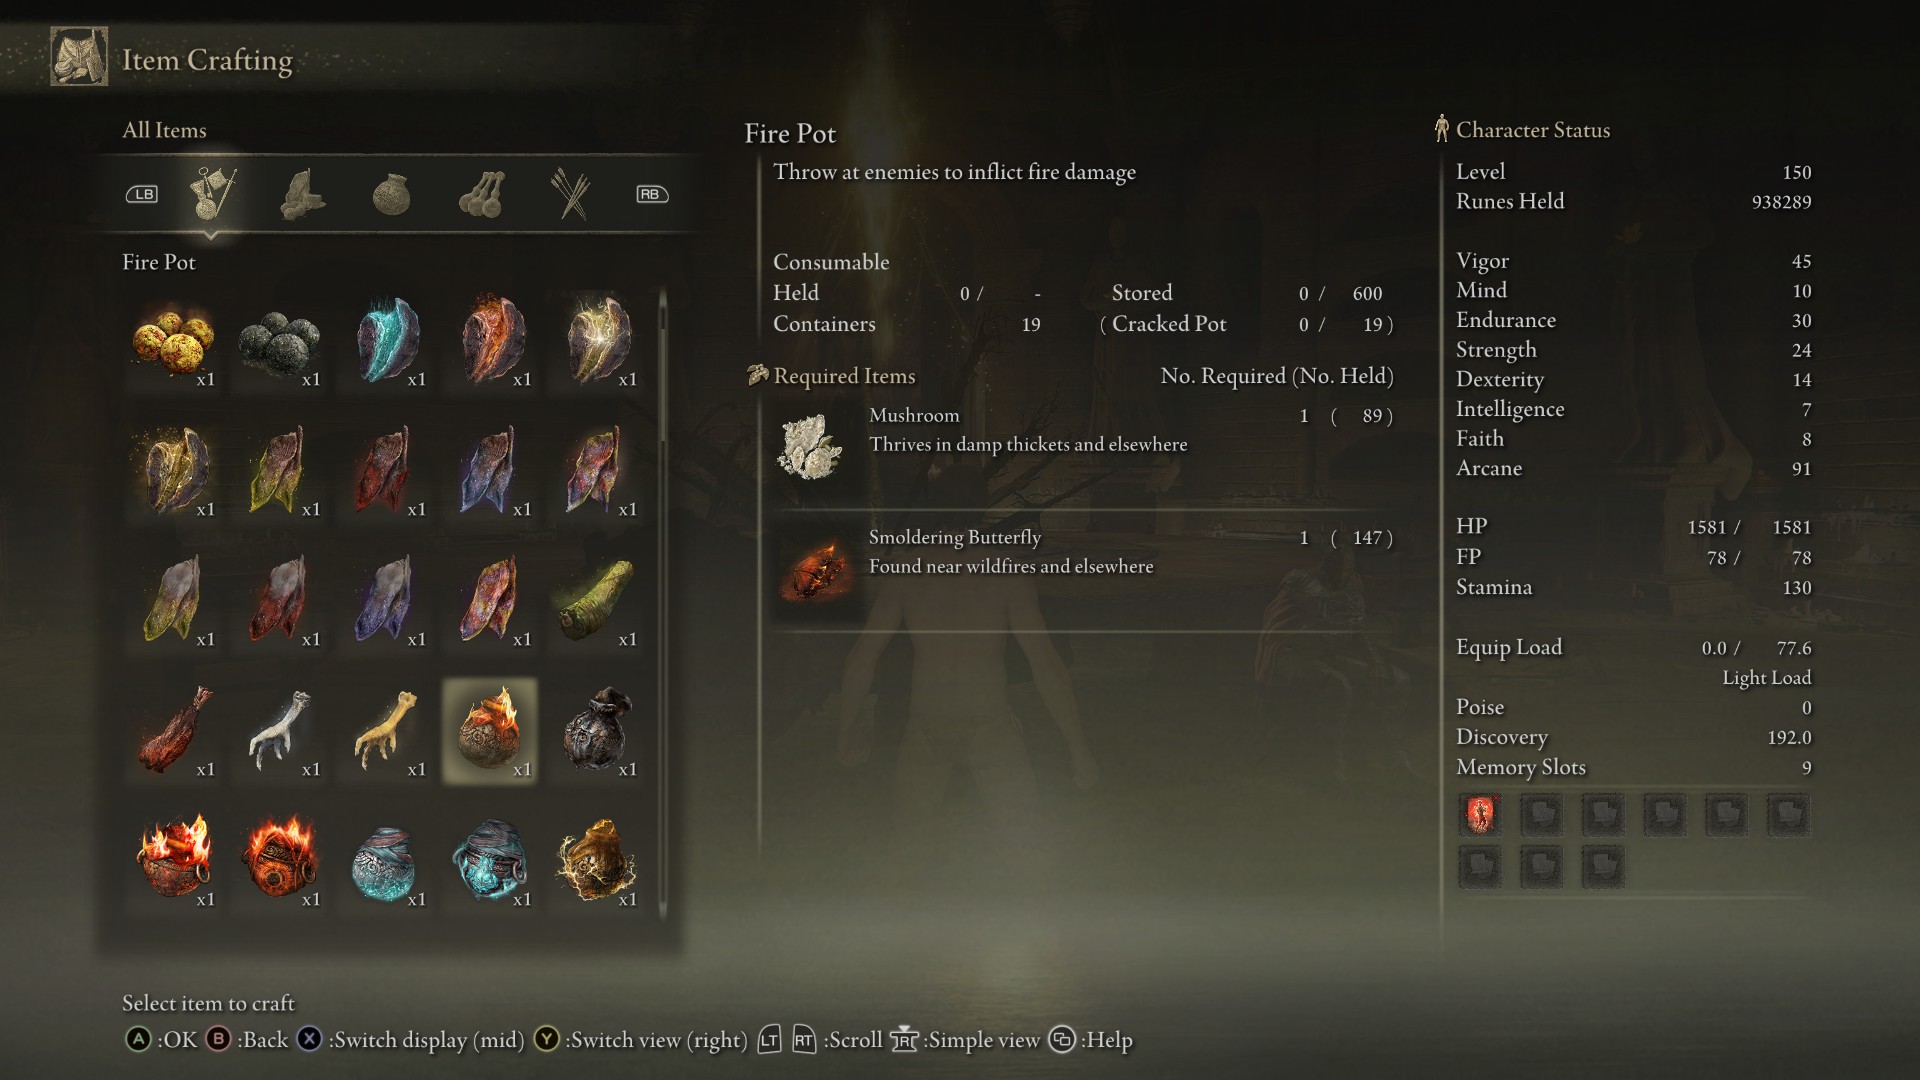 Item Crafting
All Items
LB
RB
Fire Pot
x1 x1 x1 x1 x1
x1 x1 x1 x1 x1
x1 x1 x1 x1 x1
x1 x1 x1 x1 x1
x1 x1 x1 x1 x1
Fire Pot
Throw at enemies to inflict fire damage
Consumable
Held 0 / - Stored 0 / 600
Containers 19 ( Cracked Pot 0 / 19 )
Required Items No. Required (No. Held)
Mushroom 1 ( 89 )
Thrives in damp thickets and elsewhere
Smoldering Butterfly 1 ( 147 )
Found near wildfires and elsewhere
Character Status
Level 150
Runes Held 938289
Vigor 45
Mind 10
Endurance 30
Strength 24
Dexterity 14
Intelligence 7
Faith 8
Arcane 91
HP 1581 / 1581
FP 78 / 78
Stamina 130
Equip Load 0.0 / 77.6
Light Load
Poise 0
Discovery 192.0
Memory Slots 9
Select item to craft
A :OK B :Back X :Switch display (mid) Y :Switch view (right) LT RT :Scroll R :Simple view :Help